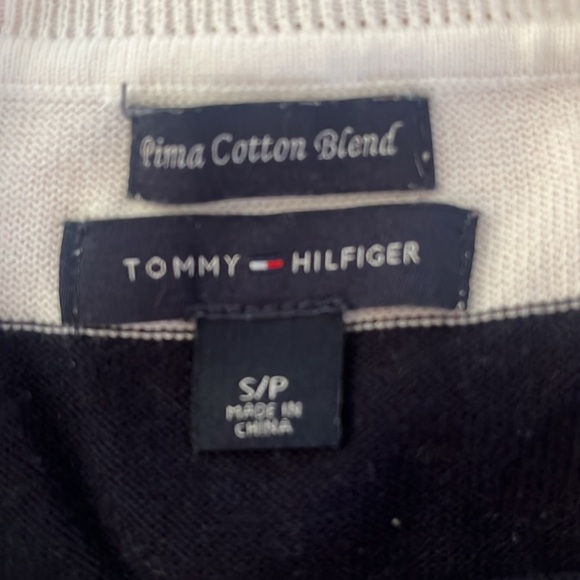 Pima Cotton Blend
TOMMY HILFIGER
S/P
MADE IN
CHINA